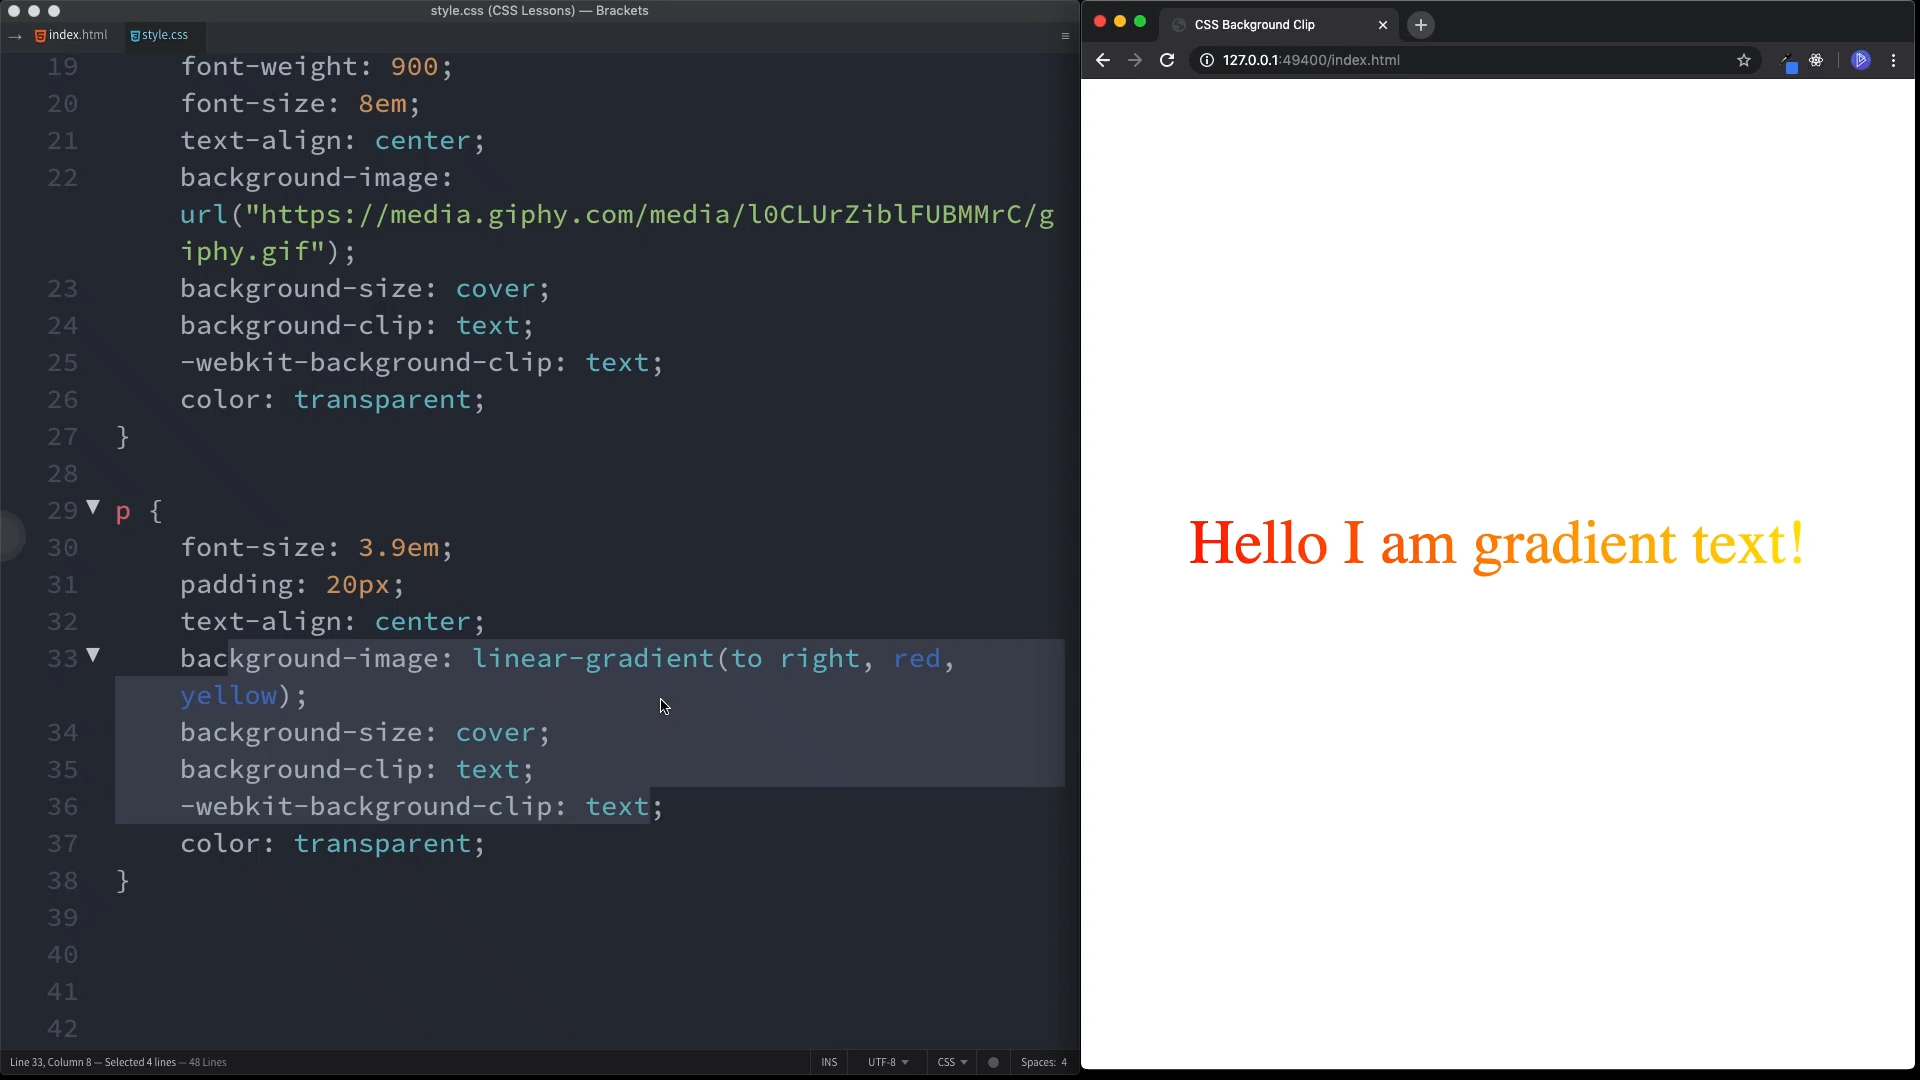 style.css (CSS Lessons) — Brackets
→ index.html style.css
19 font-weight: 900;
20 font-size: 8em;
21 text-align: center;
22 background-image:
url("https://media.giphy.com/media/l0CLUrZiblFUBMMrC/g
iphy.gif");
23 background-size: cover;
24 background-clip: text;
25 -webkit-background-clip: text;
26 color: transparent;
27 }
28
29 ▼ p {
30 font-size: 3.9em;
31 padding: 20px;
32 text-align: center;
33 ▼ background-image: linear-gradient(to right, red,
yellow);
34 background-size: cover;
35 background-clip: text;
36 -webkit-background-clip: text;
37 color: transparent;
38 }
39
40
41
42
Line 33, Column 8 — Selected 4 lines — 48 Lines
INS UTF-8 CSS Spaces: 4
CSS Background Clip
127.0.0.1:49400/index.html
Hello I am gradient text!